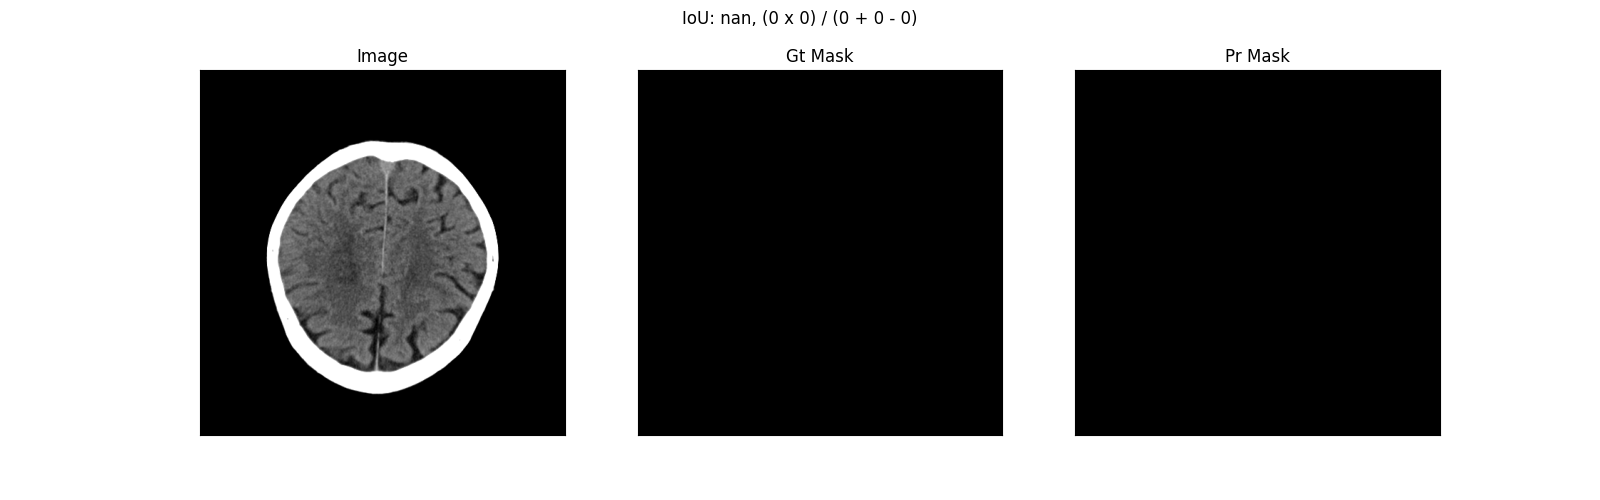 IoU: nan, (0 x 0) / (0 + 0 - 0)
Image
Gt Mask
Pr Mask